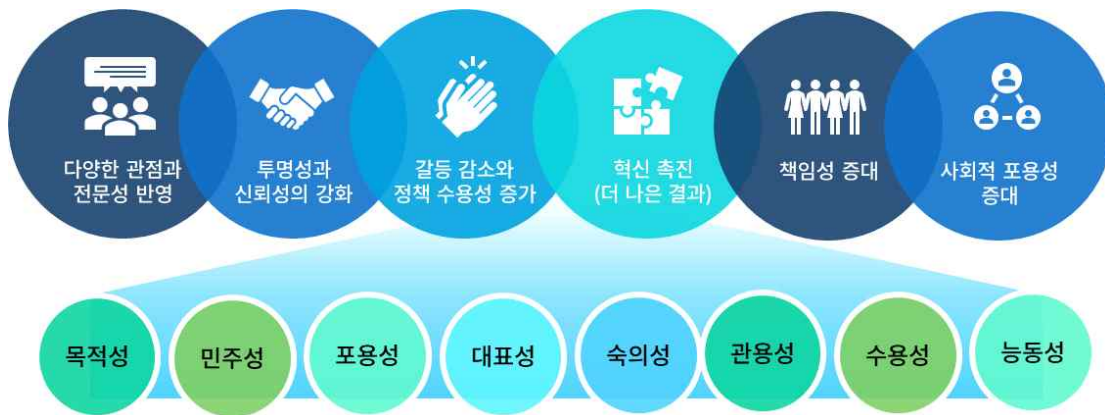 다양한 관점과
전문성 반영
투명성과
신뢰성의 강화
갈등 감소와
정책 수용성 증가
혁신 촉진
(더 나은 결과)
책임성 증대
사회적 포용성
증대
목적성
민주성
포용성
대표성
숙의성
관용성
수용성
능동성